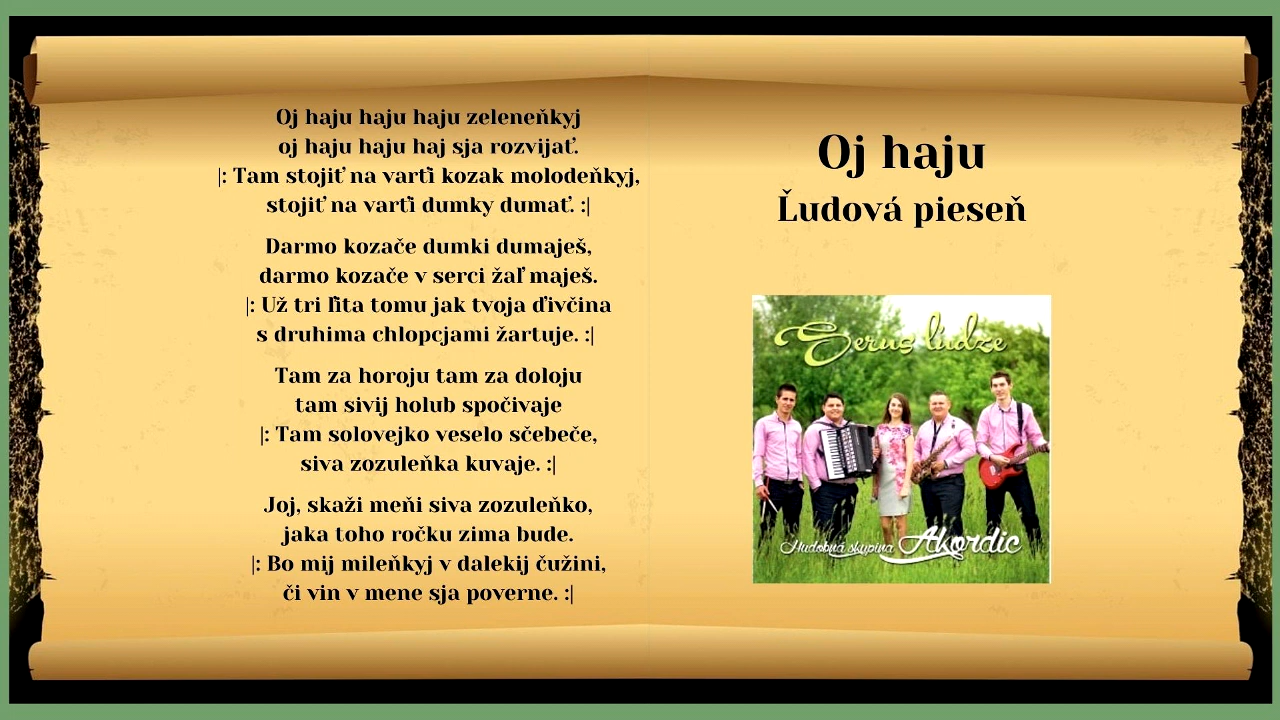 Oj haju haju haju zeleneňkyj
oj haju haju haj sja rozvijať.
|: Tam stojiť na varťi kozak molodeňkyj,
stojiť na varťi dumky dumať. :|
Darmo kozače dumki dumaješ,
darmo kozače v serci žaľ maješ.
|: Už tri ľita tomu jak tvoja ďivčina
s druhima chlopcjami žartuje. :|
Tam za horoju tam za doloju
tam sivij holub spočivaje
|: Tam solovejko veselo sčebeče,
siva zozuleňka kuvaje. :|
Joj, skaži meňi siva zozuleňko,
jaka toho ročku zima bude.
|: Bo mij mileňkyj v dalekij čužini,
či vin v mene sja poverne. :|
Oj haju
Ľudová pieseň
Serus ľudze
Hudobná skupina Akordic